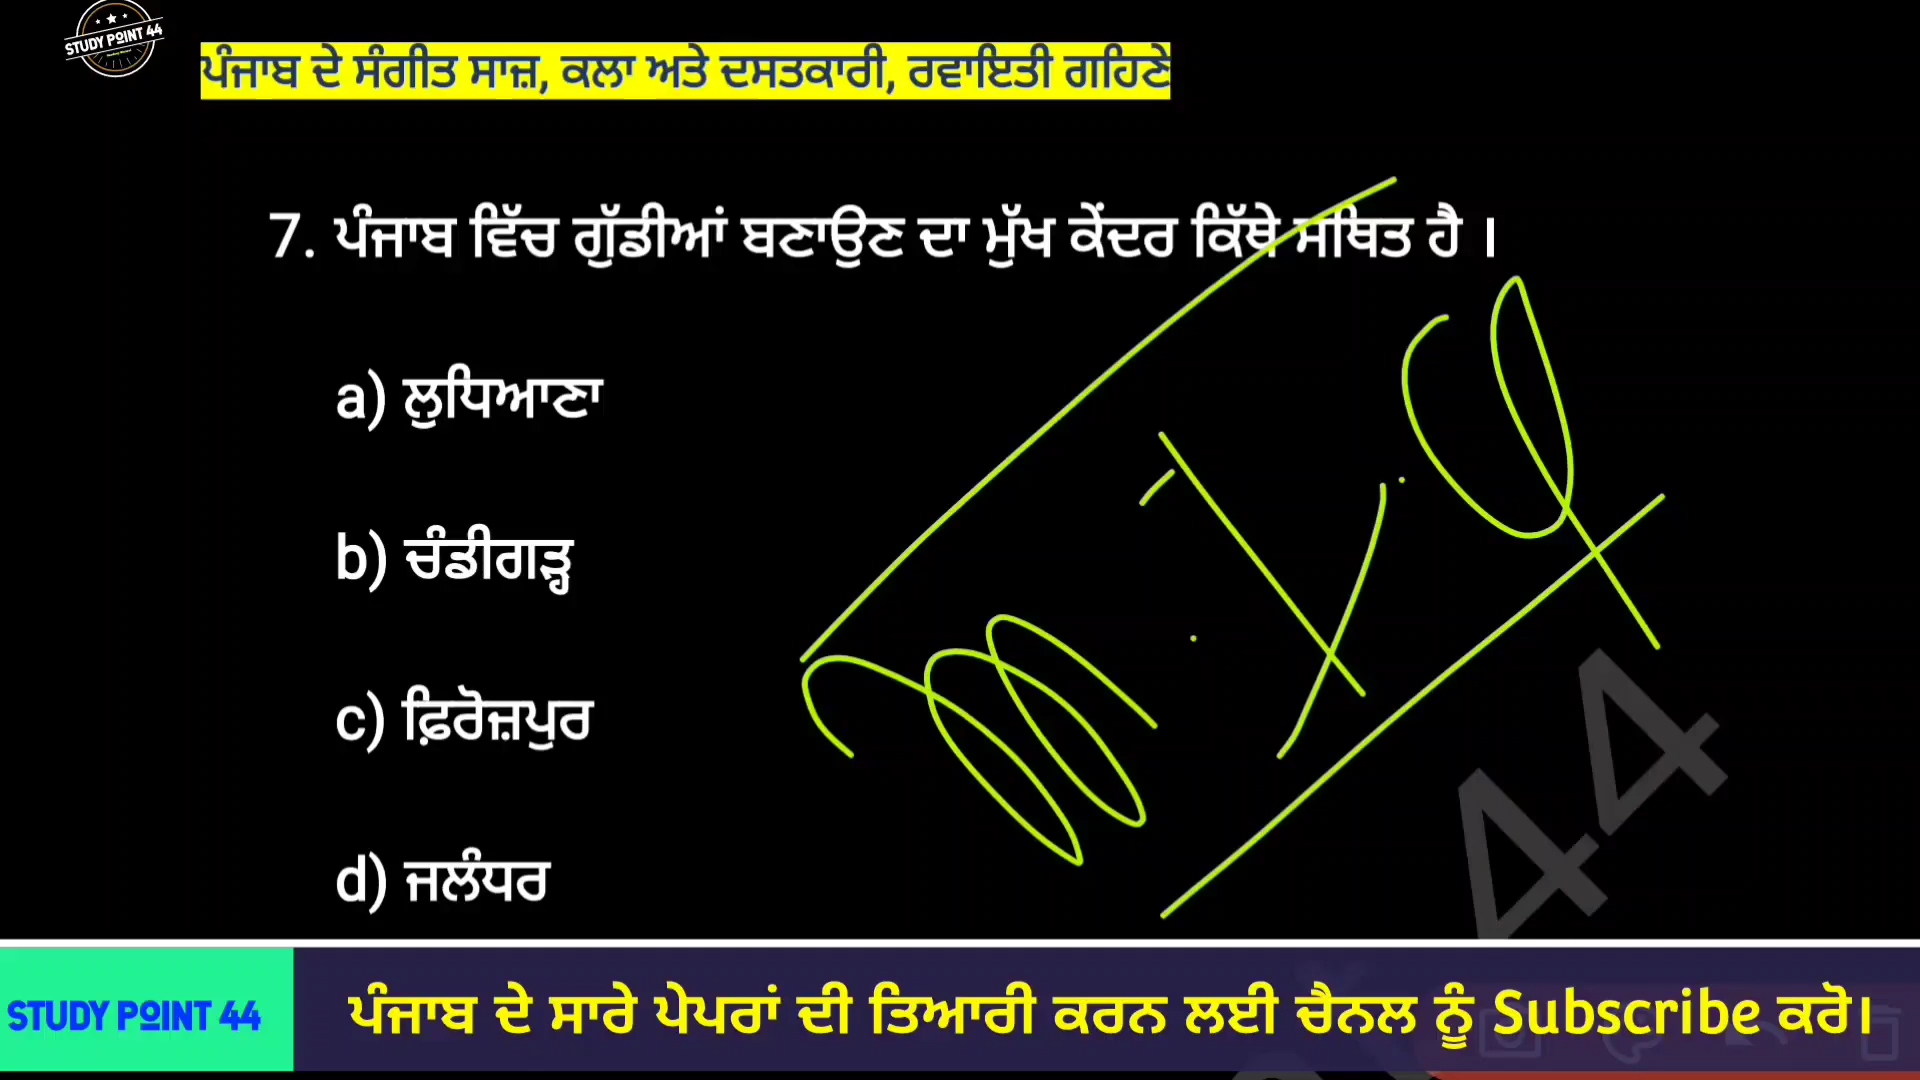 STUDY POINT 44
ਪੰਜਾਬ ਦੇ ਸੰਗੀਤ ਸਾਜ਼, ਕਲਾ ਅਤੇ ਦਸਤਕਾਰੀ, ਰਵਾਇਤੀ ਗਹਿਣੇ
7. ਪੰਜਾਬ ਵਿੱਚ ਗੁੱਡੀਆਂ ਬਣਾਉਣ ਦਾ ਮੁੱਖ ਕੇਂਦਰ ਕਿੱਥੇ ਸਥਿਤ ਹੈ ।
a) ਲੁਧਿਆਣਾ
b) ਚੰਡੀਗੜ੍ਹ
c) ਫ਼ਿਰੋਜ਼ਪੁਰ
d) ਜਲੰਧਰ
44
STUDY POINT 44
ਪੰਜਾਬ ਦੇ ਸਾਰੇ ਪੇਪਰਾਂ ਦੀ ਤਿਆਰੀ ਕਰਨ ਲਈ ਚੈਨਲ ਨੂੰ Subscribe ਕਰੋ।